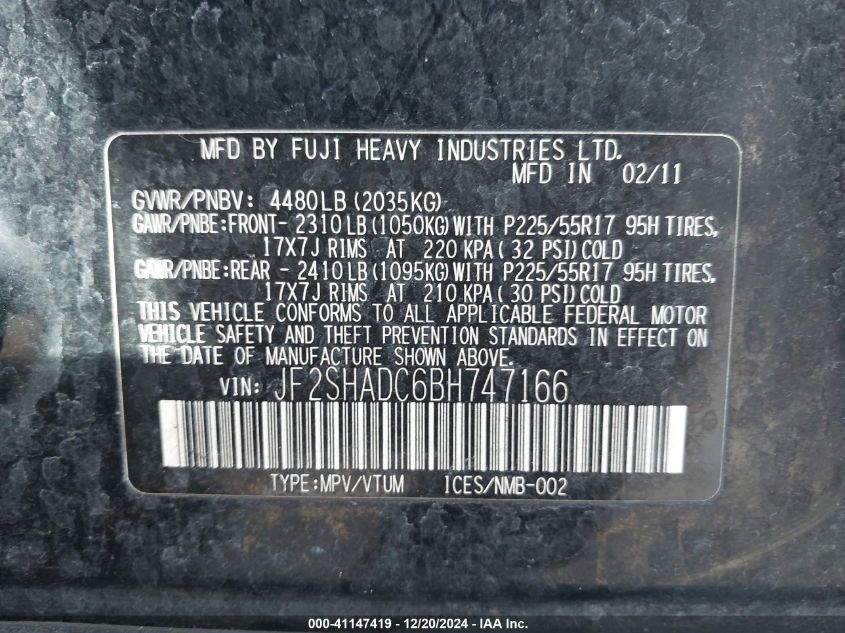 MFD BY FUJI HEAVY INDUSTRIES LTD.
MFD IN 02/11
GVWR/PNBV: 4480LB (2035KG)
GAWR/PNBE:FRONT- 2310LB (1050KG) WITH P225/55R17 95H TIRES,
17X7J RIMS AT 220 KPA ( 32 PSI) COLD
GAWR/PNBE:REAR - 2410LB (1095KG) WITH P225/55R17 95H TIRES,
17X7J RIMS AT 210 KPA ( 30 PSI) COLD
THIS VEHICLE CONFORMS TO ALL APPLICABLE FEDERAL MOTOR
VEHICLE SAFETY AND THEFT PREVENTION STANDARDS IN EFFECT ON
THE DATE OF MANUFACTURE SHOWN ABOVE.
VIN: JF2SHADC6BH747166
TYPE:MPV/VTUM ICES/NMB-002
000-41147419 - 12/20/2024 - IAA Inc.